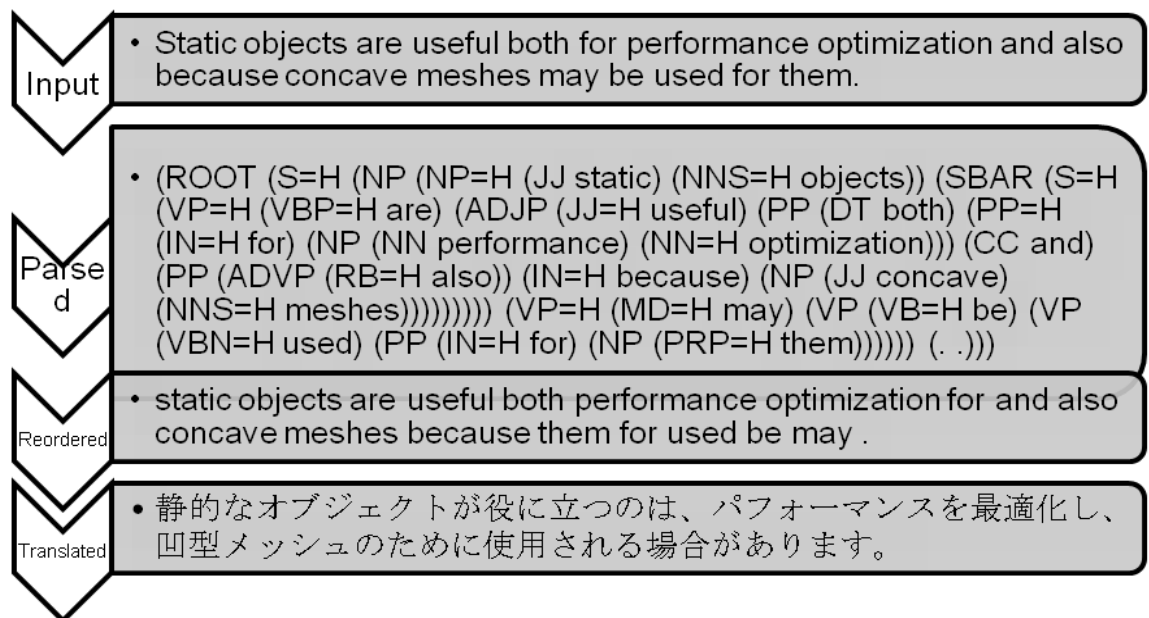 Input
• Static objects are useful both for performance optimization and also
because concave meshes may be used for them.
Parse
d
• (ROOT (S=H (NP (NP=H (JJ static) (NNS=H objects)) (SBAR (S=H
(VP=H (VBP=H are) (ADJP (JJ=H useful) (PP (DT both) (PP=H
(IN=H for) (NP (NN performance) (NN=H optimization))) (CC and)
(PP (ADVP (RB=H also)) (IN=H because) (NP (JJ concave)
(NNS=H meshes))))))))) (VP=H (MD=H may) (VP (VB=H be) (VP
(VBN=H used) (PP (IN=H for) (NP (PRP=H them)))))) (. .)))
Reordered
• static objects are useful both performance optimization for and also
concave meshes because them for used be may .
Translated
• 静的なオブジェクトが役に立つのは、パフォーマンスを最適化し、
凹型メッシュのために使用される場合があります。